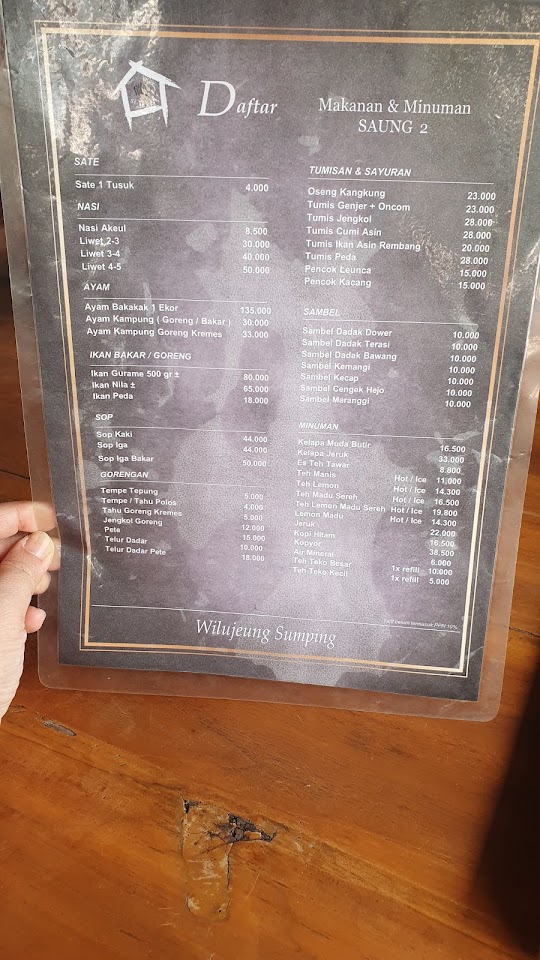 Daftar
Makanan & Minuman
SAUNG 2
SATE
Sate 1 Tusuk 4.000
NASI
Nasi Akeul 8.500
Liwet 2-3 30.000
Liwet 3-4 40.000
Liwet 4-5 50.000
AYAM
Ayam Bakakak 1 Ekor 135.000
Ayam Kampung ( Goreng / Bakar ) 30.000
Ayam Kampung Goreng Kremes 33.000
IKAN BAKAR / GORENG
Ikan Gurame 500 gr ± 80.000
Ikan Nila ± 65.000
Ikan Peda 18.000
SOP
Sop Kaki 44.000
Sop Iga 44.000
Sop Iga Bakar 50.000
GORENGAN
Tempe Tepung 5.000
Tempe / Tahu Polos 4.000
Tahu Goreng Kremes 5.000
Jengkol Goreng 12.000
Pete 15.000
Telur Dadar 10.000
Telur Dadar Pete 18.000
TUMISAN & SAYURAN
Oseng Kangkung 23.000
Tumis Genjer + Oncom 23.000
Tumis Jengkol 28.000
Tumis Cumi Asin 28.000
Tumis Ikan Asin Rembang 20.000
Tumis Peda 28.000
Pencok Leunca 15.000
Pencok Kacang 15.000
SAMBEL
Sambel Dadak Dower 10.000
Sambel Dadak Terasi 10.000
Sambel Dadak Bawang 10.000
Sambel Kemangi 10.000
Sambel Kecap 10.000
Sambel Cengek Hejo 10.000
Sambel Maranggi 10.000
MINUMAN
Kelapa Muda Butir 16.500
Kelapa Jeruk 33.000
Es Teh Tawar 8.800
Teh Manis Hot / Ice 11.000
Teh Lemon Hot / Ice 14.300
Teh Madu Sereh Hot / Ice 16.500
Teh Lemon Madu Sereh Hot / Ice 19.800
Lemon Madu Hot / Ice 14.300
Jeruk 22.000
Kopi Hitam 16.500
Kopyor 38.500
Air Mineral 6.000
Teh Teko Besar 1x refill 10.000
Teh Teko Kecil 1x refill 5.000
Tarif belum termasuk PPN 10%
Wilujeung Sumping